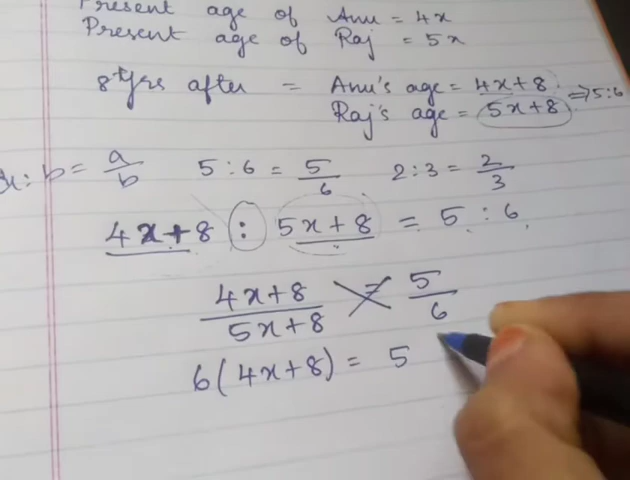 Present age of Anu = 4x
Present age of Raj = 5x
8 yrs after = Anu's age = 4x+8
Raj's age = 5x+8 ⇒ 5:6
: b = a/b 5 : 6 = 5/6 2 : 3 = 2/3
4x+8 : 5x+8 = 5 : 6
4x+8/5x+8 = 5/6
6(4x+8) = 5